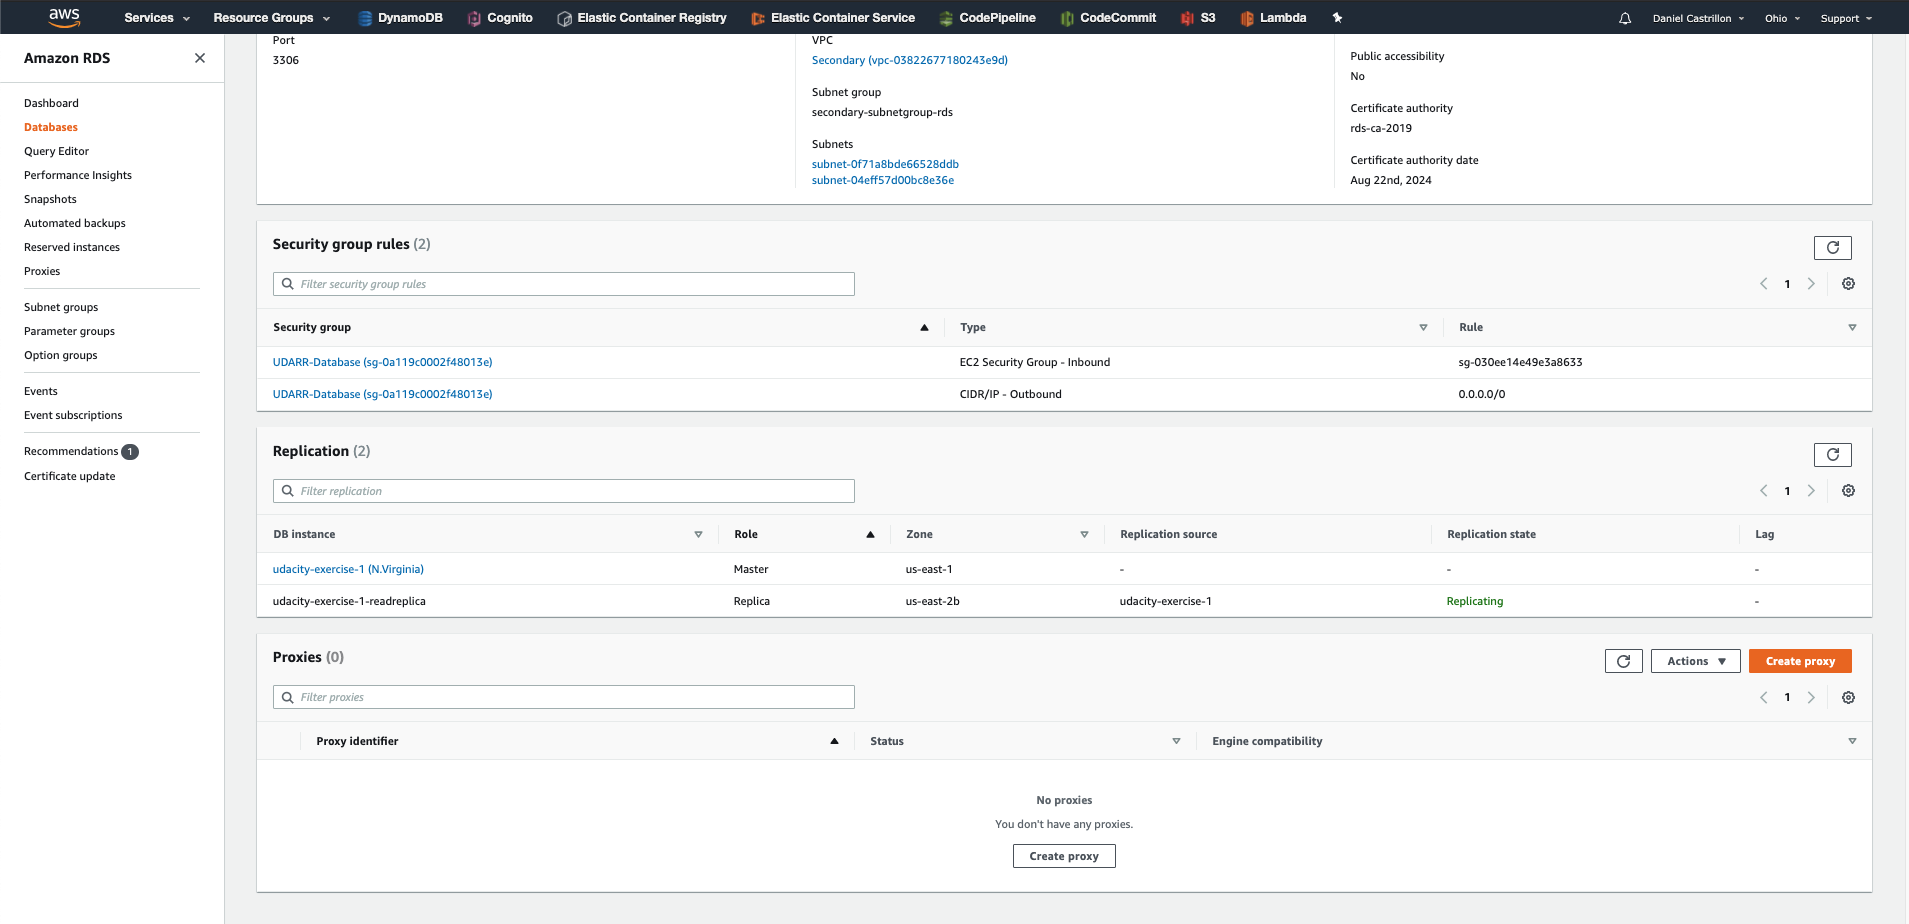 aws Services Resource Groups DynamoDB Cognito Elastic Container Registry Elastic Container Service CodePipeline CodeCommit S3 Lambda Daniel Castrillon Ohio Support
Amazon RDS
Dashboard
Databases
Query Editor
Performance Insights
Snapshots
Automated backups
Reserved instances
Proxies
Subnet groups
Parameter groups
Option groups
Events
Event subscriptions
Recommendations 1
Certificate update
Port
3306
VPC
Secondary (vpc-03822677180243e9d)
Subnet group
secondary-subnetgroup-rds
Subnets
subnet-0f71a8bde66528ddb
subnet-04eff57d00bc8e36e
Public accessibility
No
Certificate authority
rds-ca-2019
Certificate authority date
Aug 22nd, 2024
Security group rules (2)
Filter security group rules
1
Security group Type Rule
UDARR-Database (sg-0a119c0002f48013e) EC2 Security Group - Inbound sg-030ee14e49e3a8633
UDARR-Database (sg-0a119c0002f48013e) CIDR/IP - Outbound 0.0.0.0/0
Replication (2)
Filter replication
1
DB instance Role Zone Replication source Replication state Lag
udacity-exercise-1 (N.Virginia) Master us-east-1 - - -
udacity-exercise-1-readreplica Replica us-east-2b udacity-exercise-1 Replicating -
Proxies (0)
Actions Create proxy
Filter proxies
1
Proxy identifier Status Engine compatibility
No proxies
You don't have any proxies.
Create proxy